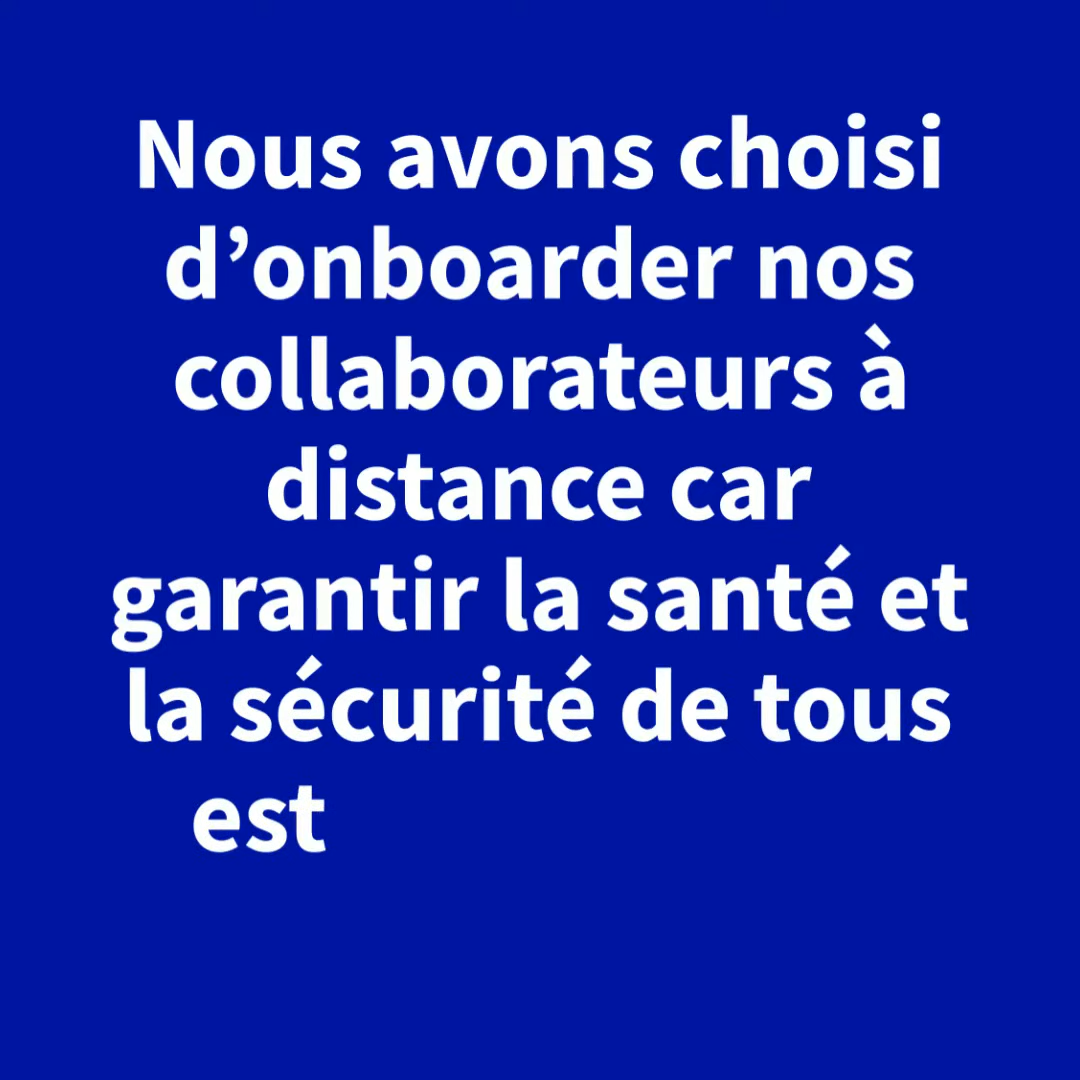 Nous avons choisi
d’onboarder nos
collaborateurs à
distance car
garantir la santé et
la sécurité de tous
est